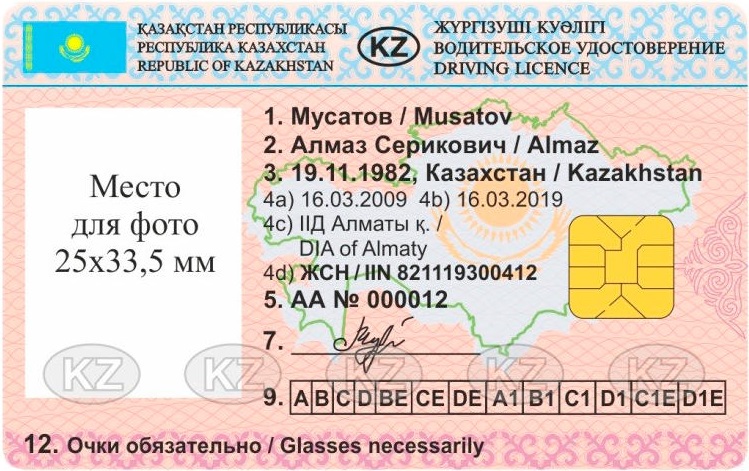 ҚАЗАҚСТАН РЕСПУБЛИКАСЫ
РЕСПУБЛИКА КАЗАХСТАН
REPUBLIC OF KAZAKHSTAN
KZ
ЖҮРГІЗУШІ КУӘЛІГІ
ВОДИТЕЛЬСКОЕ УДОСТОВЕРЕНИЕ
DRIVING LICENCE
Место
для фото
25х33,5 мм
1. Мусатов / Musatov
2. Алмаз Серикович / Almaz
3. 19.11.1982, Казахстан / Kazakhstan
4a) 16.03.2009 4b) 16.03.2019
4c) ІІД Алматы қ. /
DIA of Almaty
4d) ЖСН / IIN 821119300412
5. AA № 000012
7.
KZ KZ KZ KZ KZ
9. A B C D BE CE DE A1 B1 C1 D1 C1E D1E
12. Очки обязательно / Glasses necessarily